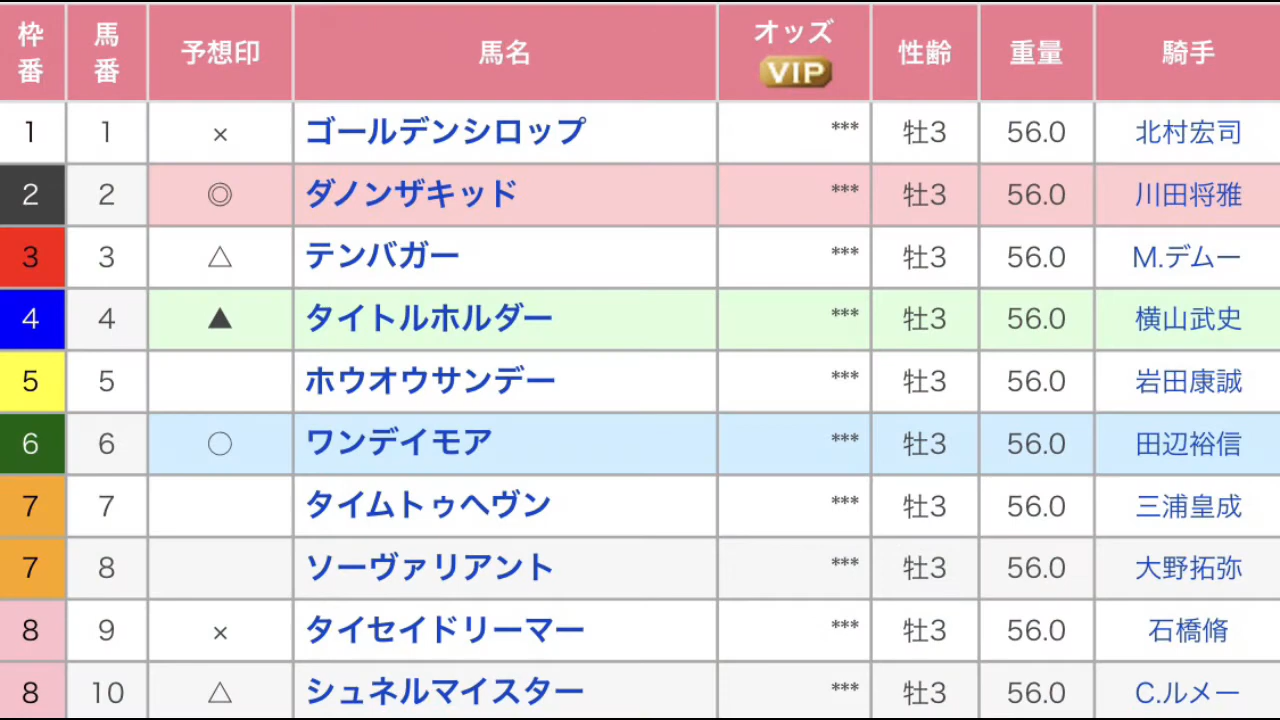 枠番 馬番 予想印 馬名 オッズ VIP 性齢 重量 騎手
1 1 × ゴールデンシロップ *** 牡3 56.0 北村宏司
2 2 ◎ ダノンザキッド *** 牡3 56.0 川田将雅
3 3 △ テンバガー *** 牡3 56.0 M.デムー
4 4 ▲ タイトルホルダー *** 牡3 56.0 横山武史
5 5 ホウオウサンデー *** 牡3 56.0 岩田康誠
6 6 ○ ワンデイモア *** 牡3 56.0 田辺裕信
7 7 タイムトゥヘヴン *** 牡3 56.0 三浦皇成
7 8 ソーヴァリアント *** 牡3 56.0 大野拓弥
8 9 × タイセイドリーマー *** 牡3 56.0 石橋脩
8 10 △ シュネルマイスター *** 牡3 56.0 C.ルメー